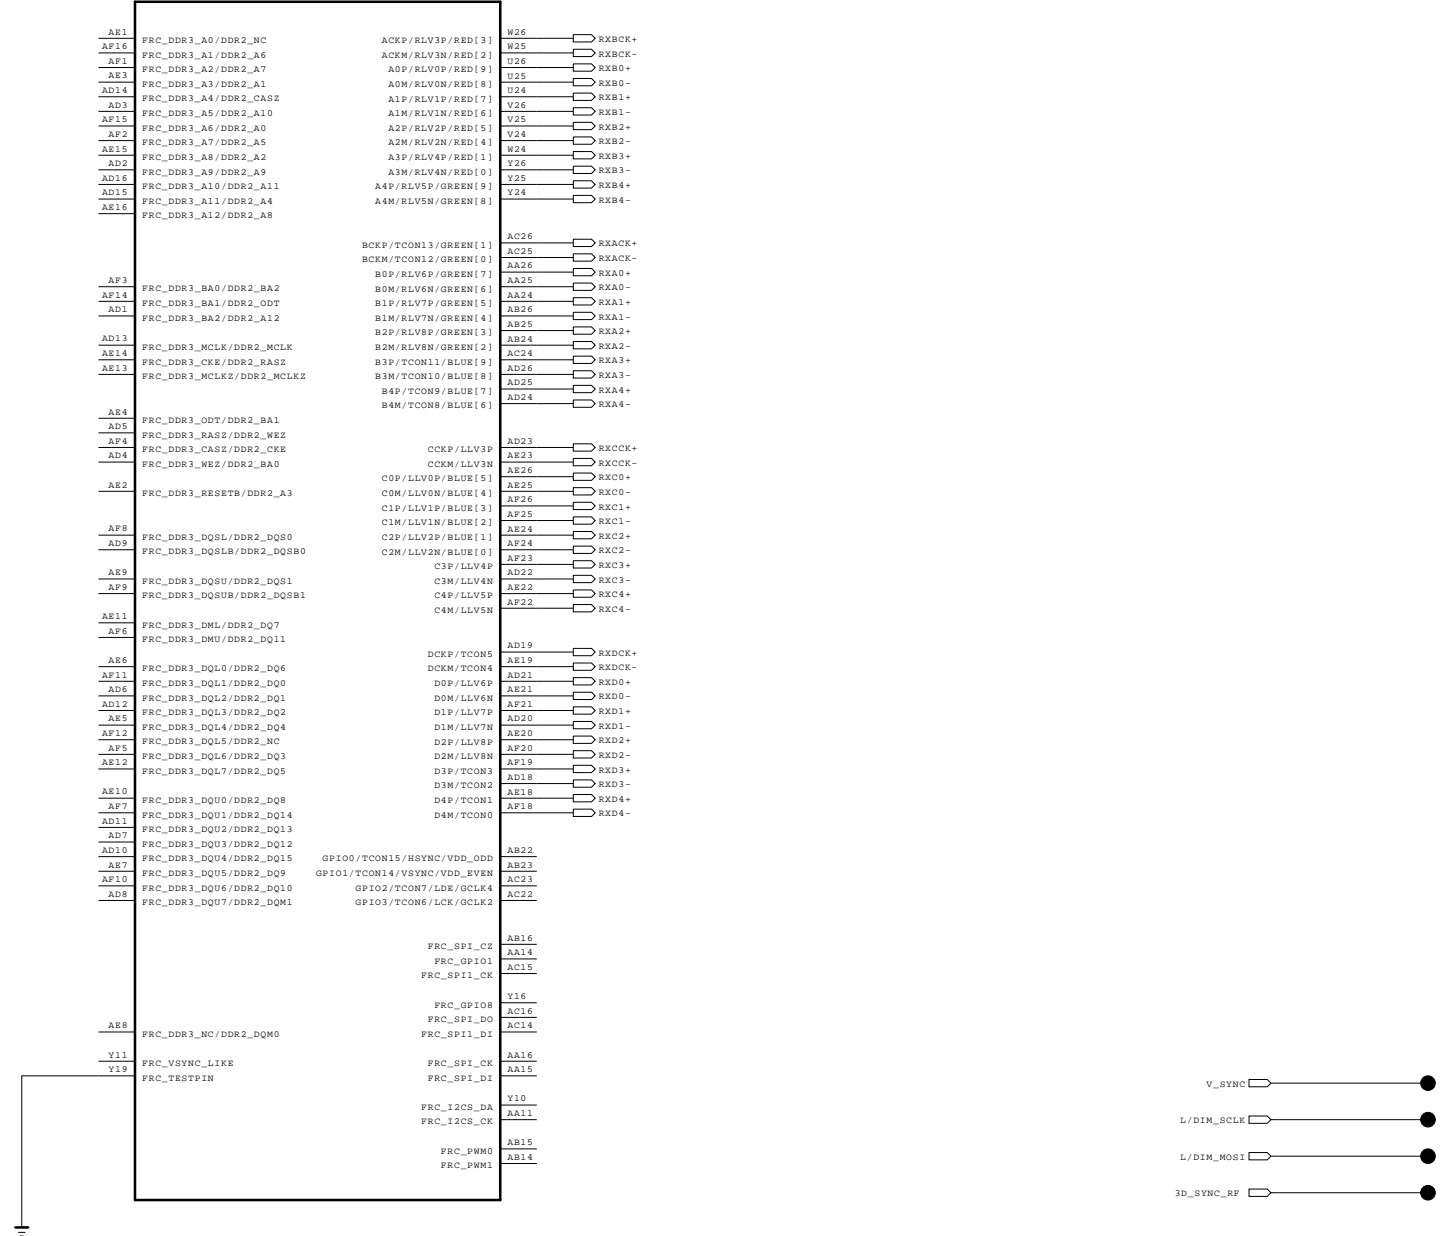 AE1 FRC_DDR3_A0/DDR2_NC
AF16 FRC_DDR3_A1/DDR2_A6
AF1 FRC_DDR3_A2/DDR2_A7
AE3 FRC_DDR3_A3/DDR2_A1
AD14 FRC_DDR3_A4/DDR2_CASZ
AD3 FRC_DDR3_A5/DDR2_A10
AF15 FRC_DDR3_A6/DDR2_A0
AF2 FRC_DDR3_A7/DDR2_A5
AE15 FRC_DDR3_A8/DDR2_A2
AD2 FRC_DDR3_A9/DDR2_A9
AD16 FRC_DDR3_A10/DDR2_A11
AD15 FRC_DDR3_A11/DDR2_A4
AE16 FRC_DDR3_A12/DDR2_A8
AF3 FRC_DDR3_BA0/DDR2_BA2
AF14 FRC_DDR3_BA1/DDR2_ODT
AD1 FRC_DDR3_BA2/DDR2_A12
AD13 FRC_DDR3_MCLK/DDR2_MCLK
AE14 FRC_DDR3_CKE/DDR2_RASZ
AE13 FRC_DDR3_MCLKZ/DDR2_MCLKZ
AE4 FRC_DDR3_ODT/DDR2_BA1
AD5 FRC_DDR3_RASZ/DDR2_WEZ
AF4 FRC_DDR3_CASZ/DDR2_CKE
AD4 FRC_DDR3_WEZ/DDR2_BA0
AE2 FRC_DDR3_RESETB/DDR2_A3
AF8 FRC_DDR3_DQSL/DDR2_DQS0
AD9 FRC_DDR3_DQSLB/DDR2_DQSB0
AE9 FRC_DDR3_DQSU/DDR2_DQS1
AF9 FRC_DDR3_DQSUB/DDR2_DQSB1
AE11 FRC_DDR3_DML/DDR2_DQ7
AF6 FRC_DDR3_DMU/DDR2_DQ11
AE6 FRC_DDR3_DQL0/DDR2_DQ6
AF11 FRC_DDR3_DQL1/DDR2_DQ0
AD6 FRC_DDR3_DQL2/DDR2_DQ1
AD12 FRC_DDR3_DQL3/DDR2_DQ2
AE5 FRC_DDR3_DQL4/DDR2_DQ4
AF12 FRC_DDR3_DQL5/DDR2_NC
AF5 FRC_DDR3_DQL6/DDR2_DQ3
AE12 FRC_DDR3_DQL7/DDR2_DQ5
AE10 FRC_DDR3_DQU0/DDR2_DQ8
AF7 FRC_DDR3_DQU1/DDR2_DQ14
AD11 FRC_DDR3_DQU2/DDR2_DQ13
AD7 FRC_DDR3_DQU3/DDR2_DQ12
AD10 FRC_DDR3_DQU4/DDR2_DQ15
AE7 FRC_DDR3_DQU5/DDR2_DQ9
AF10 FRC_DDR3_DQU6/DDR2_DQ10
AD8 FRC_DDR3_DQU7/DDR2_DQM1
AE8 FRC_DDR3_NC/DDR2_DQM0
Y11 FRC_VSYNC_LIKE
Y19 FRC_TESTPIN
ACKP/RLV3P/RED[3] W26 RXBCK+
ACKM/RLV3N/RED[2] W25 RXBCK-
A0P/RLV0P/RED[9] U26 RXB0+
A0M/RLV0N/RED[8] U25 RXB0-
A1P/RLV1P/RED[7] U24 RXB1+
A1M/RLV1N/RED[6] V26 RXB1-
A2P/RLV2P/RED[5] V25 RXB2+
A2M/RLV2N/RED[4] V24 RXB2-
A3P/RLV4P/RED[1] W24 RXB3+
A3M/RLV4N/RED[0] Y26 RXB3-
A4P/RLV5P/GREEN[9] Y25 RXB4+
A4M/RLV5N/GREEN[8] Y24 RXB4-
BCKP/TCON13/GREEN[1] AC26 RXACK+
BCKM/TCON12/GREEN[0] AC25 RXACK-
B0P/RLV6P/GREEN[7] AA26 RXA0+
B0M/RLV6N/GREEN[6] AA25 RXA0-
B1P/RLV7P/GREEN[5] AA24 RXA1+
B1M/RLV7N/GREEN[4] AB26 RXA1-
B2P/RLV8P/GREEN[3] AB25 RXA2+
B2M/RLV8N/GREEN[2] AB24 RXA2-
B3P/TCON11/BLUE[9] AC24 RXA3+
B3M/TCON10/BLUE[8] AD26 RXA3-
B4P/TCON9/BLUE[7] AD25 RXA4+
B4M/TCON8/BLUE[6] AD24 RXA4-
CCKP/LLV3P AD23 RXCCK+
CCKM/LLV3N AE23 RXCCK-
C0P/LLV0P/BLUE[5] AE26 RXC0+
C0M/LLV0N/BLUE[4] AE25 RXC0-
C1P/LLV1P/BLUE[3] AF26 RXC1+
C1M/LLV1N/BLUE[2] AF25 RXC1-
C2P/LLV2P/BLUE[1] AE24 RXC2+
C2M/LLV2N/BLUE[0] AF24 RXC2-
C3P/LLV4P AF23 RXC3+
C3M/LLV4N AD22 RXC3-
C4P/LLV5P AE22 RXC4+
C4M/LLV5N AF22 RXC4-
DCKP/TCON5 AD19 RXDCK+
DCKM/TCON4 AE19 RXDCK-
D0P/LLV6P AD21 RXD0+
D0M/LLV6N AE21 RXD0-
D1P/LLV7P AF21 RXD1+
D1M/LLV7N AD20 RXD1-
D2P/LLV8P AE20 RXD2+
D2M/LLV8N AF20 RXD2-
D3P/TCON3 AF19 RXD3+
D3M/TCON2 AD18 RXD3-
D4P/TCON1 AE18 RXD4+
D4M/TCON0 AF18 RXD4-
GPIO0/TCON15/HSYNC/VDD_ODD AB22
GPIO1/TCON14/VSYNC/VDD_EVEN AB23
GPIO2/TCON7/LDE/GCLK4 AC23
GPIO3/TCON6/LCK/GCLK2 AC22
FRC_SPI_CZ AB16
FRC_GPIO1 AA14
FRC_SPI1_CK AC15
FRC_GPIO8 Y16
FRC_SPI_DO AC16
FRC_SPI1_DI AC14
FRC_SPI_CK AA16
FRC_SPI_DI AA15
FRC_I2CS_DA Y10
FRC_I2CS_CK AA11
FRC_PWM0 AB15
FRC_PWM1 AB14
V_SYNC
L/DIM_SCLK
L/DIM_MOSI
3D_SYNC_RF